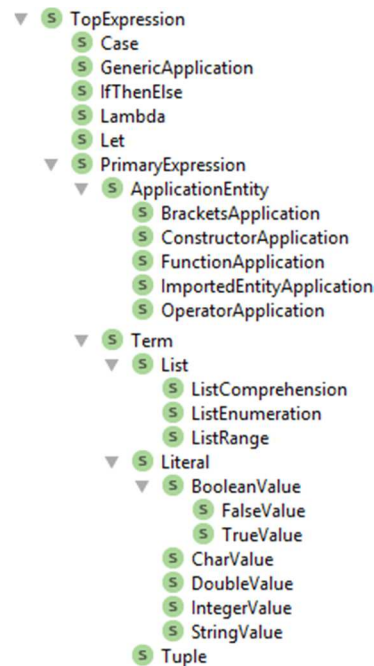 S TopExpression
S Case
S GenericApplication
S IfThenElse
S Lambda
S Let
S PrimaryExpression
S ApplicationEntity
S BracketsApplication
S ConstructorApplication
S FunctionApplication
S ImportedEntityApplication
S OperatorApplication
S Term
S List
S ListComprehension
S ListEnumeration
S ListRange
S Literal
S BooleanValue
S FalseValue
S TrueValue
S CharValue
S DoubleValue
S IntegerValue
S StringValue
S Tuple